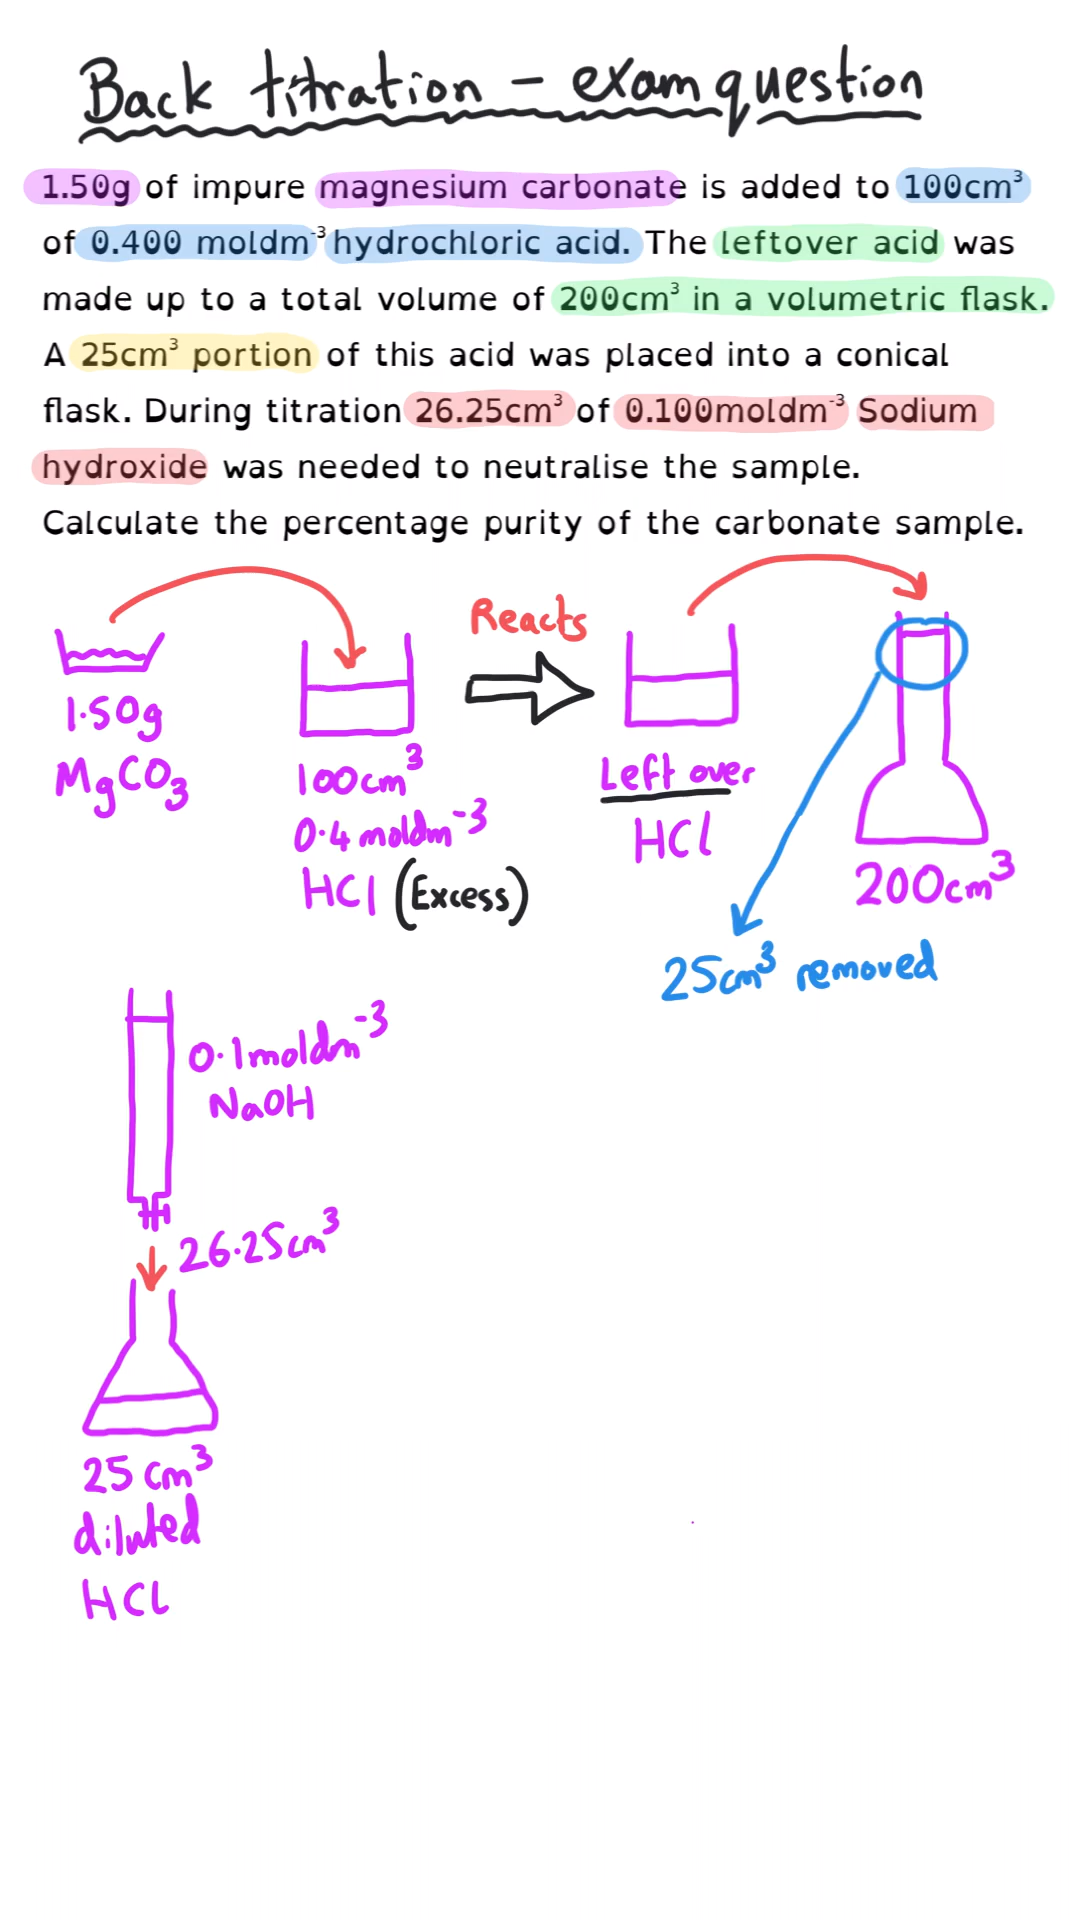 Back titration - exam question
1.50g of impure magnesium carbonate is added to 100cm³
of 0.400 moldm⁻³ hydrochloric acid. The leftover acid was
made up to a total volume of 200cm³ in a volumetric flask.
A 25cm³ portion of this acid was placed into a conical
flask. During titration 26.25cm³ of 0.100moldm⁻³ Sodium
hydroxide was needed to neutralise the sample.
Calculate the percentage purity of the carbonate sample.
Reacts
1.50g
MgCO₃
100cm³
0.4 moldm⁻³
HCl (Excess)
Left over
HCl
200cm³
25cm³ removed
0.1moldm⁻³
NaOH
26.25cm³
25 cm³
diluted
HCl